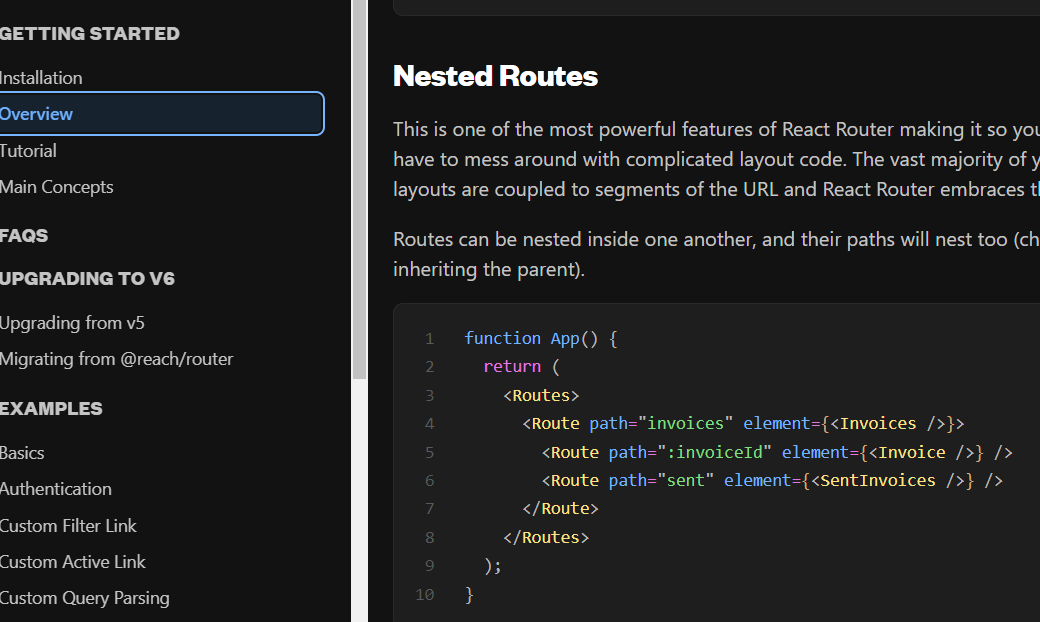 GETTING STARTED
Installation
Overview
Tutorial
Main Concepts
FAQS
UPGRADING TO V6
Upgrading from v5
Migrating from @reach/router
EXAMPLES
Basics
Authentication
Custom Filter Link
Custom Active Link
Custom Query Parsing
Nested Routes
This is one of the most powerful features of React Router making it so you
have to mess around with complicated layout code. The vast majority of
layouts are coupled to segments of the URL and React Router embraces
Routes can be nested inside one another, and their paths will nest too (ch
inheriting the parent).
1 function App() {
2 return (
3 <Routes>
4 <Route path="invoices" element={<Invoices />}>
5 <Route path=":invoiceId" element={<Invoice />} />
6 <Route path="sent" element={<SentInvoices />} />
7 </Route>
8 </Routes>
9 );
10 }